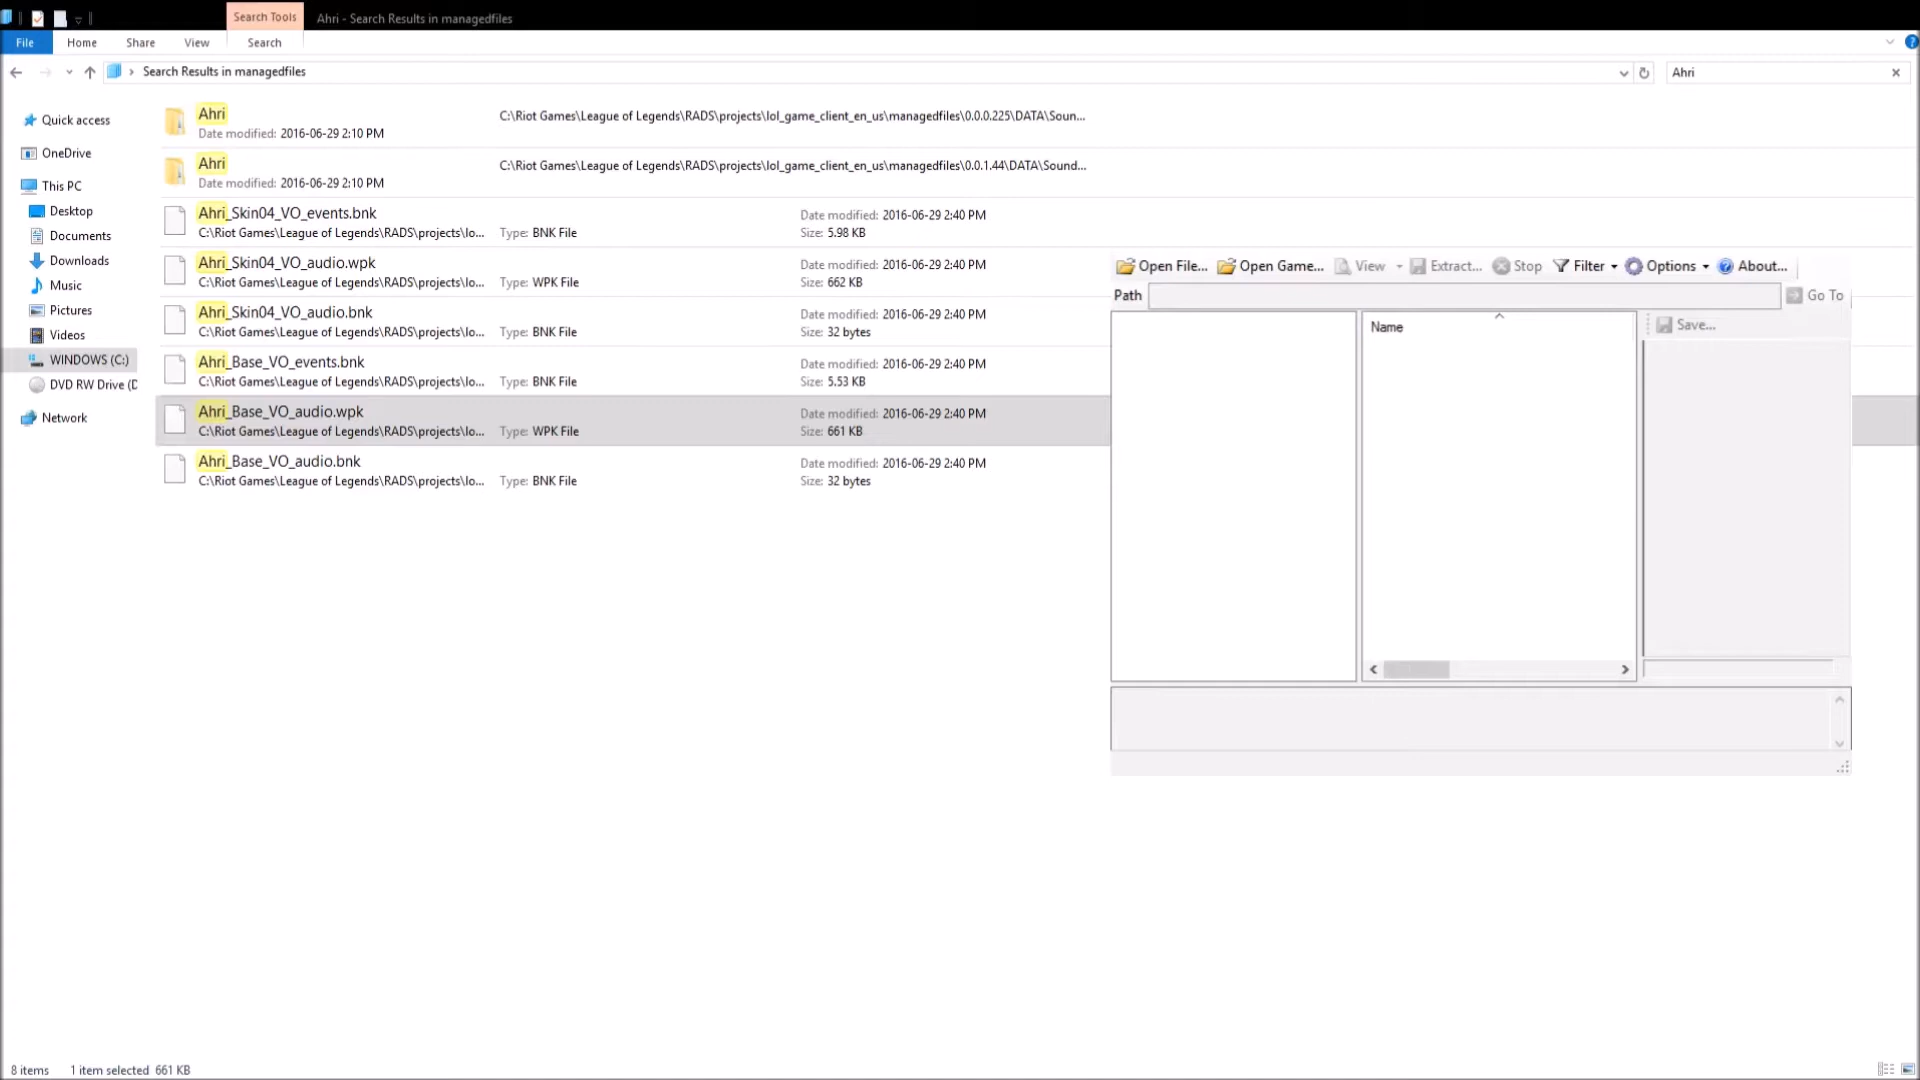 Search Tools
Ahri - Search Results in managedfiles
File
Home
Share
View
Search
Search Results in managedfiles
Ahri
Quick access
OneDrive
This PC
Desktop
Documents
Downloads
Music
Pictures
Videos
WINDOWS (C:)
DVD RW Drive (D
Network
Ahri
Date modified: 2016-06-29 2:10 PM
C:\Riot Games\League of Legends\RADS\projects\lol_game_client_en_us\managedfiles\0.0.0.225\DATA\Soun...
Ahri
Date modified: 2016-06-29 2:10 PM
C:\Riot Games\League of Legends\RADS\projects\lol_game_client_en_us\managedfiles\0.0.1.44\DATA\Sound...
Ahri_Skin04_VO_events.bnk
Date modified: 2016-06-29 2:40 PM
C:\Riot Games\League of Legends\RADS\projects\lo...
Type: BNK File
Size: 5.98 KB
Ahri_Skin04_VO_audio.wpk
Date modified: 2016-06-29 2:40 PM
C:\Riot Games\League of Legends\RADS\projects\lo...
Type: WPK File
Size: 662 KB
Ahri_Skin04_VO_audio.bnk
Date modified: 2016-06-29 2:40 PM
C:\Riot Games\League of Legends\RADS\projects\lo...
Type: BNK File
Size: 32 bytes
Ahri_Base_VO_events.bnk
Date modified: 2016-06-29 2:40 PM
C:\Riot Games\League of Legends\RADS\projects\lo...
Type: BNK File
Size: 5.53 KB
Ahri_Base_VO_audio.wpk
Date modified: 2016-06-29 2:40 PM
C:\Riot Games\League of Legends\RADS\projects\lo...
Type: WPK File
Size: 661 KB
Ahri_Base_VO_audio.bnk
Date modified: 2016-06-29 2:40 PM
C:\Riot Games\League of Legends\RADS\projects\lo...
Type: BNK File
Size: 32 bytes
Open File...
Open Game...
View
Extract...
Stop
Filter
Options
About...
Path
Go To
Name
Save...
8 items
1 item selected 661 KB